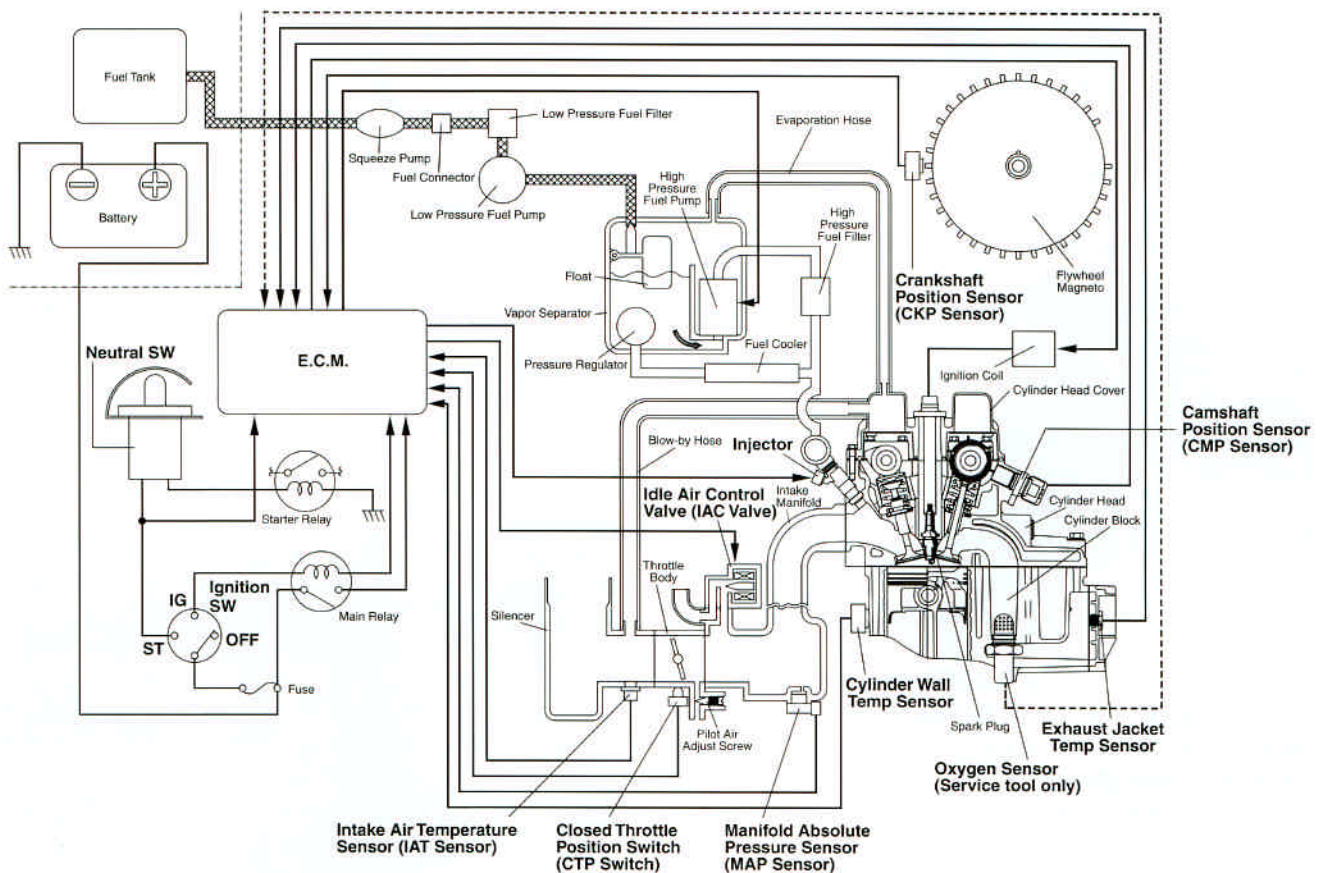 Fuel Tank
Battery
Squeeze Pump
Fuel Connector
Low Pressure Fuel Filter
Low Pressure Fuel Pump
High
Pressure
Fuel Pump
Evaporation Hose
High
Pressure
Fuel Filter
Float
Vapor Separator
Pressure Regulator
Fuel Cooler
Crankshaft
Position Sensor
(CKP Sensor)
Flywheel
Magneto
Ignition Coil
Cylinder Head Cover
Camshaft
Position Sensor
(CMP Sensor)
Neutral SW
E.C.M.
Starter Relay
Blow-by Hose
Injector
Idle Air Control
Valve (IAC Valve)
Intake
Manifold
Cylinder Head
Cylinder Block
IG
Ignition
SW
ST
OFF
Main Relay
Fuse
Throttle
Body
Silencer
Pilot Air
Adjust Screw
Cylinder Wall
Temp Sensor
Spark Plug
Exhaust Jacket
Temp Sensor
Oxygen Sensor
(Service tool only)
Intake Air Temperature
Sensor (IAT Sensor)
Closed Throttle
Position Switch
(CTP Switch)
Manifold Absolute
Pressure Sensor
(MAP Sensor)